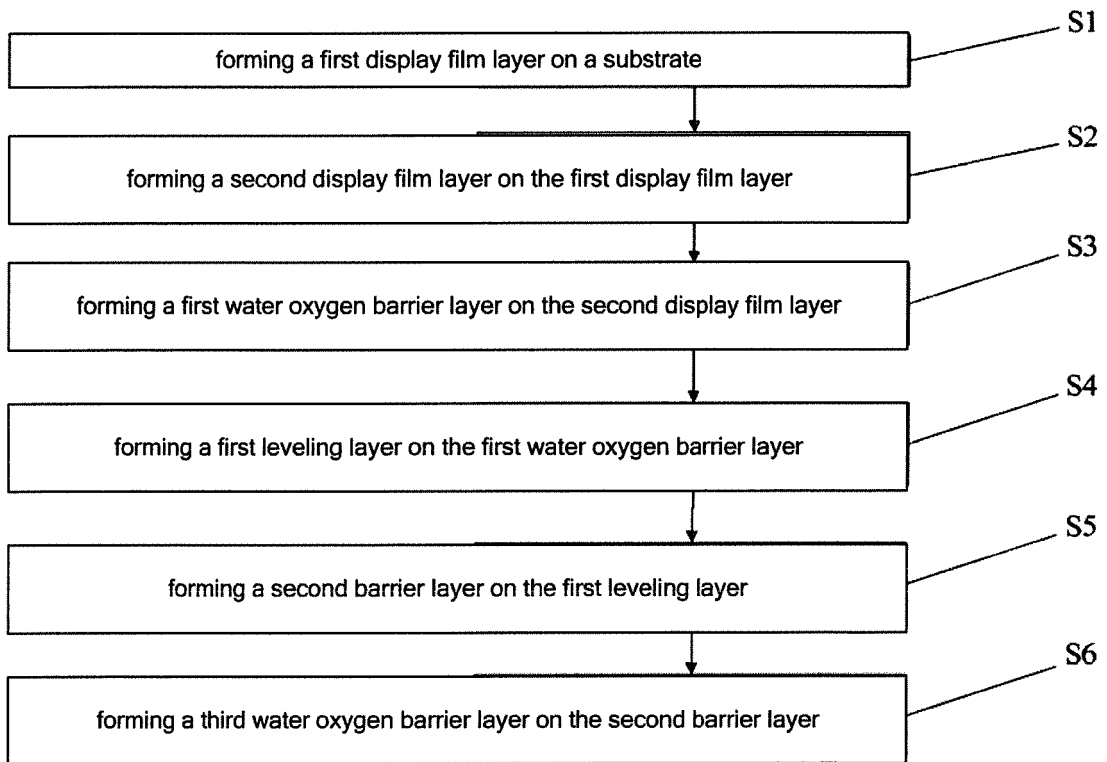 S1
forming a first display film layer on a substrate
S2
forming a second display film layer on the first display film layer
S3
forming a first water oxygen barrier layer on the second display film layer
S4
forming a first leveling layer on the first water oxygen barrier layer
S5
forming a second barrier layer on the first leveling layer
S6
forming a third water oxygen barrier layer on the second barrier layer